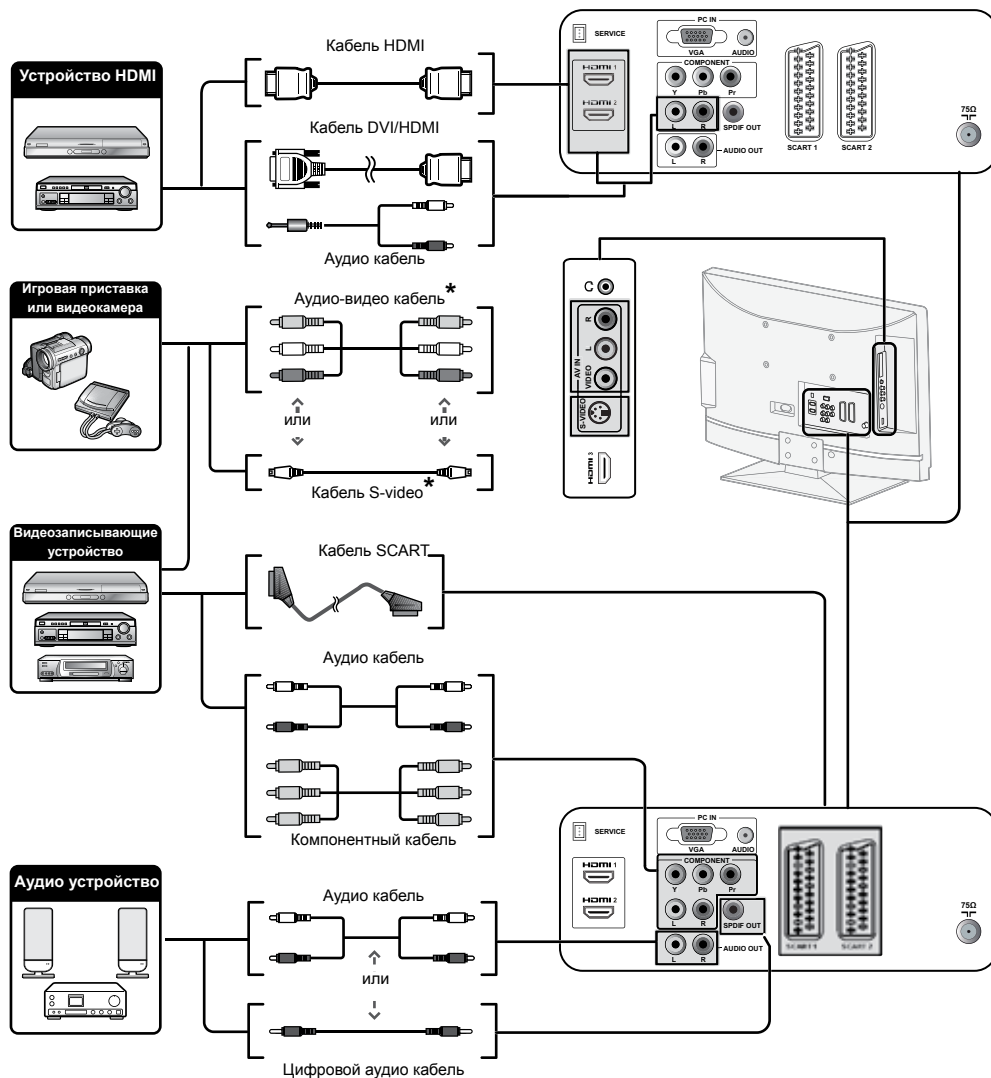 Устройство HDMI
Кабель HDMI
Кабель DVI/HDMI
Аудио кабель
SERVICE
PC IN
VGA
AUDIO
COMPONENT
Y Pb Pr
HDMI 1
HDMI 2
L R
SPDIF OUT
L R
AUDIO OUT
SCART 1
SCART 2
75Ω
Игровая приставка
или видеокамера
Аудио-видео кабель*
или
или
Кабель S-video*
R
L
AV IN
VIDEO
S-VIDEO
HDMI 3
Видеозаписывающие
устройство
Кабель SCART
Аудио кабель
Компонентный кабель
Аудио устройство
Аудио кабель
или
Цифровой аудио кабель
SERVICE
PC IN
VGA
AUDIO
COMPONENT
Y Pb Pr
HDMI 1
HDMI 2
L R
SPDIF OUT
L R
AUDIO OUT
SCART 1
SCART 2
75Ω